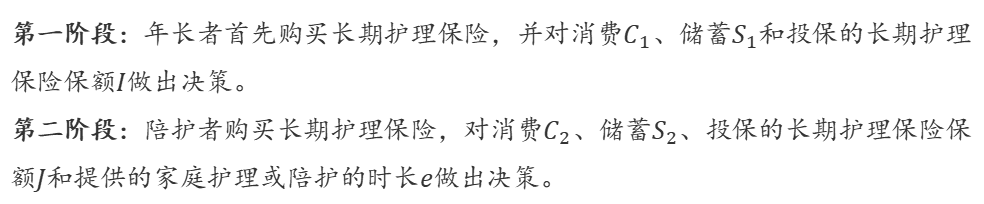 第一阶段：年长者首先购买长期护理保险，并对消费C₁、储蓄S₁和投保的长期护理
保险保额I做出决策。
第二阶段：陪护者购买长期护理保险，对消费C₂、储蓄S₂、投保的长期护理保险保
额J和提供的家庭护理或陪护的时长e做出决策。